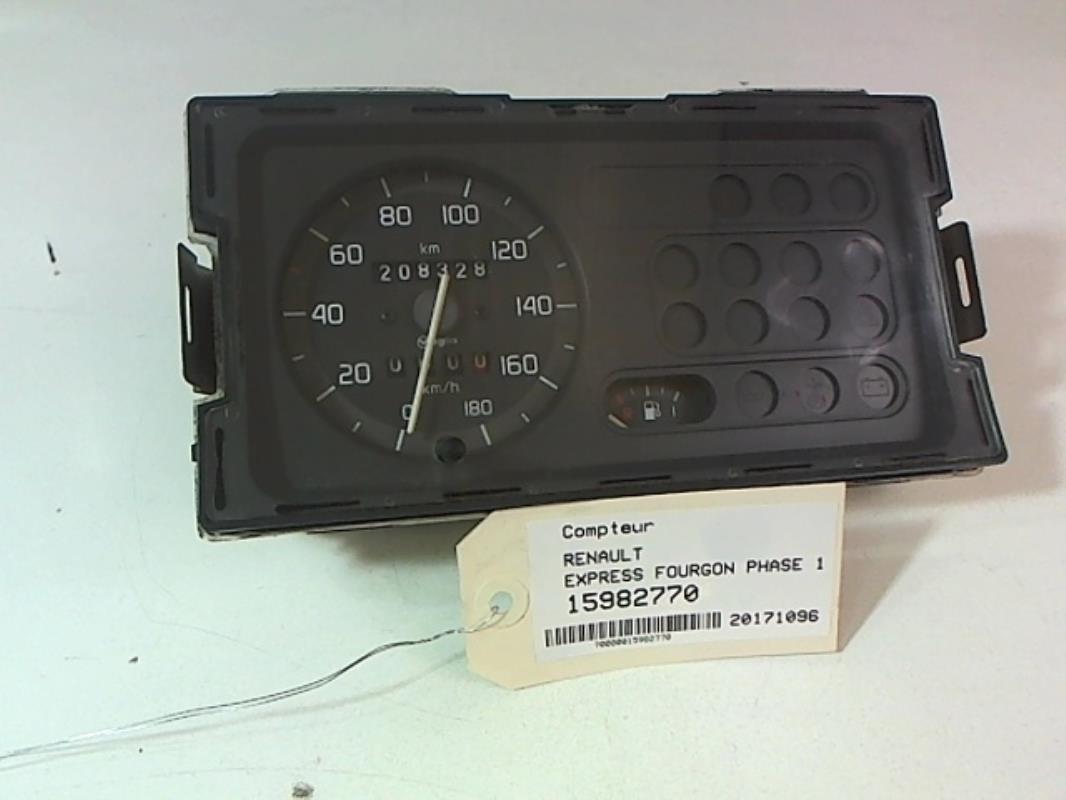 80 100
60 km 120
208328
40 140
20 160
km/h
0 180
1
Compteur
RENAULT
EXPRESS FOURGON PHASE 1
15982770
20171096